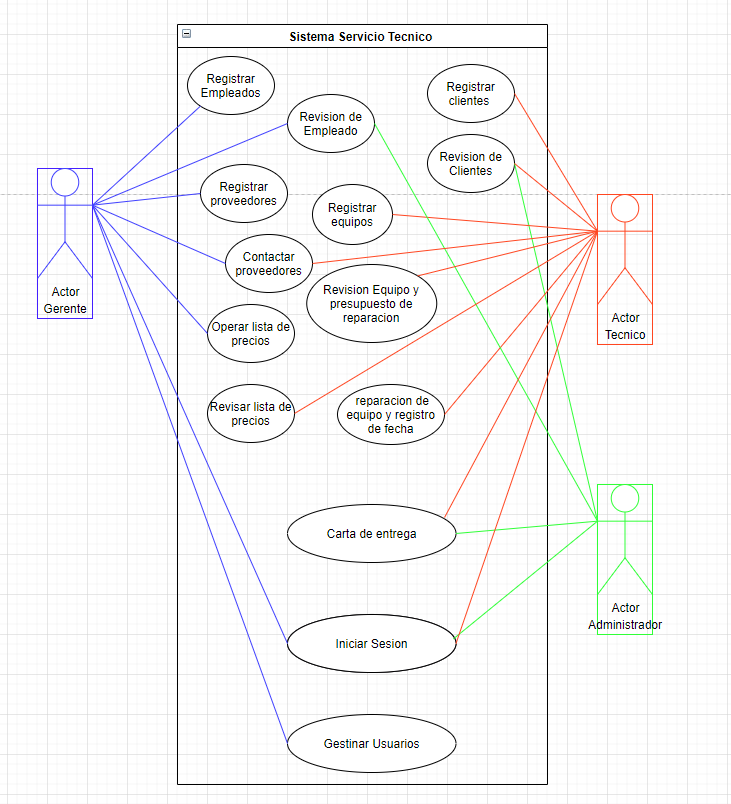 Sistema Servicio Tecnico
Registrar
Empleados
Revision de
Empleado
Registrar
clientes
Revision de
Clientes
Registrar
proveedores
Registrar
equipos
Contactar
proveedores
Revision Equipo y
presupuesto de
reparacion
Operar lista de
precios
Revisar lista de
precios
reparacion de
equipo y registro
de fecha
Carta de entrega
Iniciar Sesion
Gestinar Usuarios
Actor
Gerente
Actor
Tecnico
Actor
Administrador